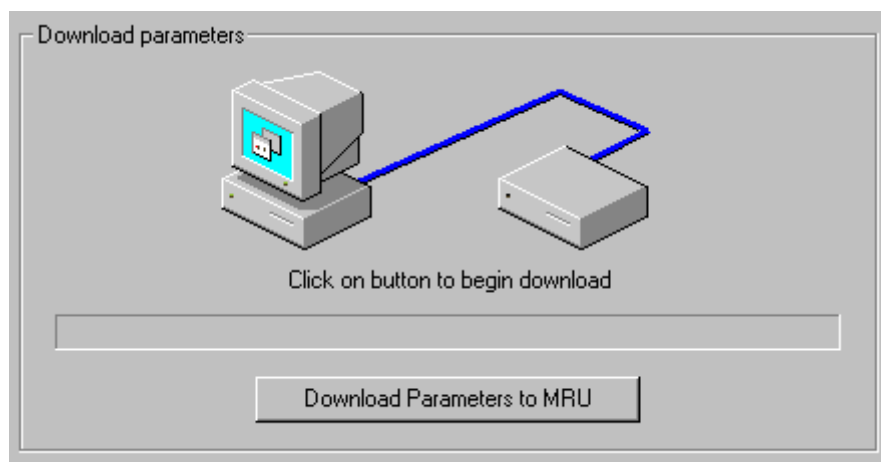 Download parameters
Click on button to begin download
Download Parameters to MRU